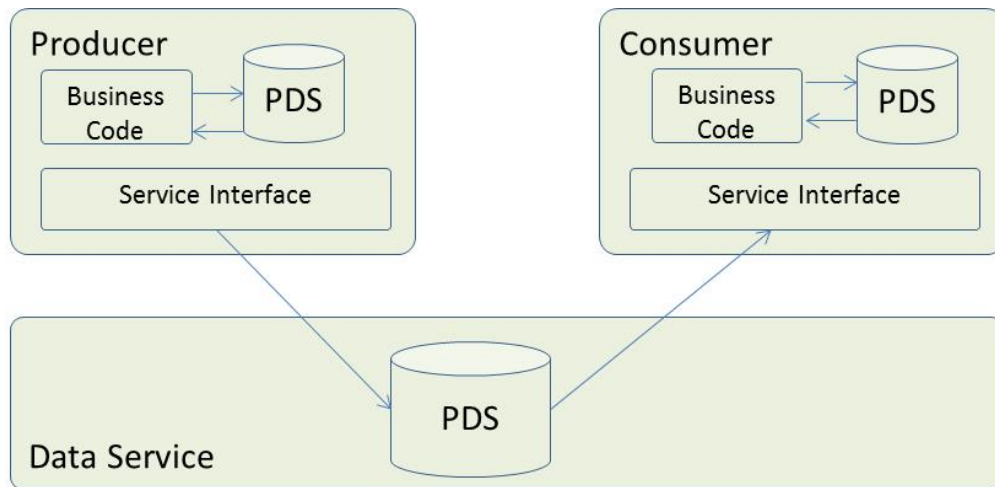 Producer
Business
Code
PDS
Service Interface
Consumer
Business
Code
PDS
Service Interface
PDS
Data Service